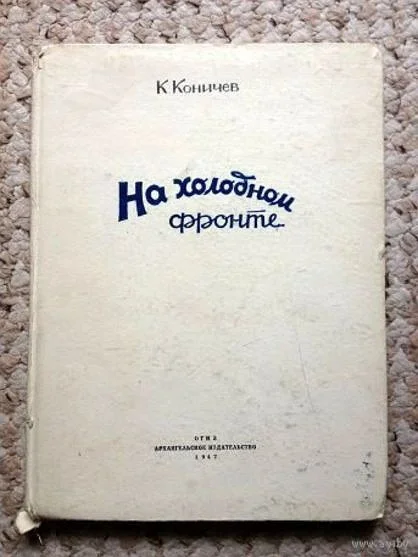 К Коничев
На холодном
фронте
ОГИЗ
АРХАНГЕЛЬСКОЕ ИЗДАТЕЛЬСТВО
1947